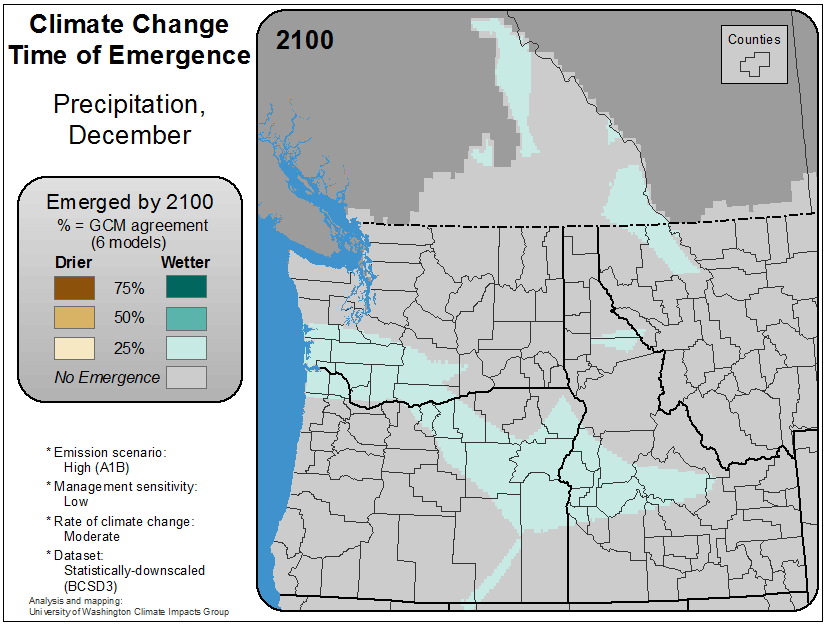 Climate Change
Time of Emergence
Precipitation,
December
Emerged by 2100
% = GCM agreement
(6 models)
Drier Wetter
75%
50%
25%
No Emergence
* Emission scenario:
High (A1B)
* Management sensitivity:
Low
* Rate of climate change:
Moderate
* Dataset:
Statistically-downscaled
(BCSD3)
Analysis and mapping:
University of Washington Climate Impacts Group
2100
Counties